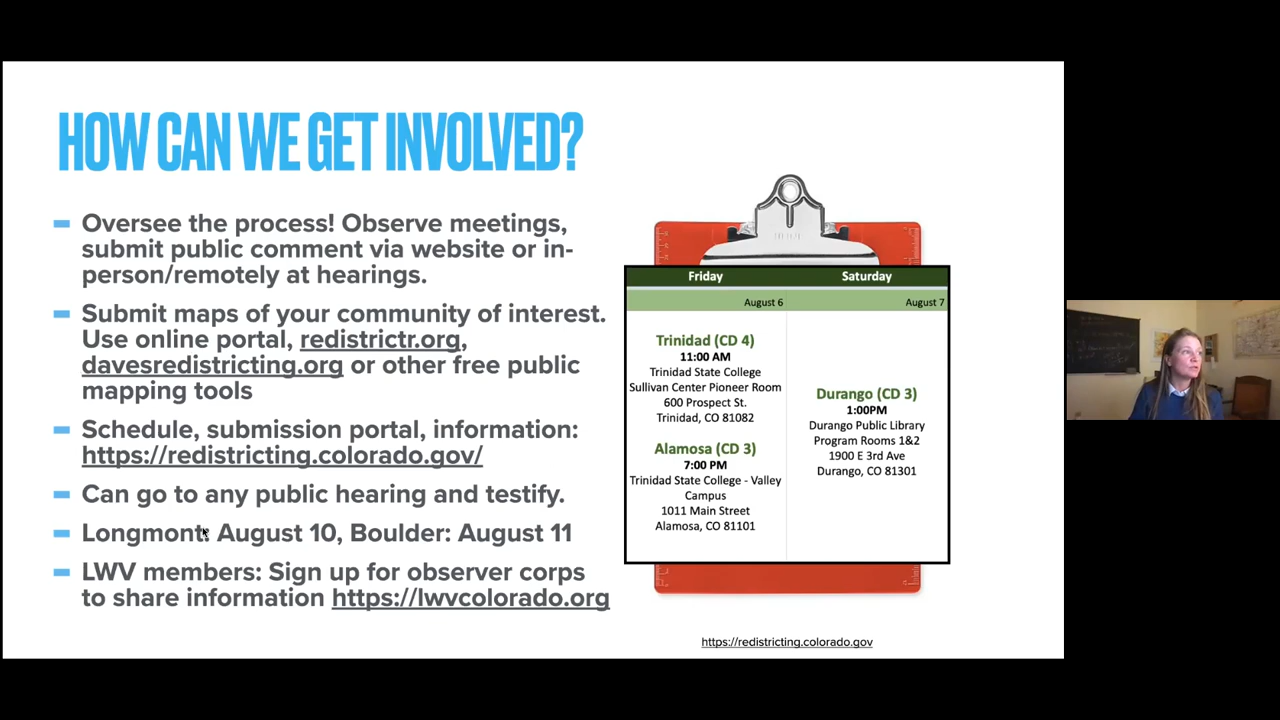 HOW CAN WE GET INVOLVED?
Oversee the process! Observe meetings,
submit public comment via website or in-
person/remotely at hearings.
Submit maps of your community of interest.
Use online portal, redistrictr.org,
davesredistricting.org or other free public
mapping tools
Schedule, submission portal, information:
https://redistricting.colorado.gov/
Can go to any public hearing and testify.
Longmont: August 10, Boulder: August 11
LWV members: Sign up for observer corps
to share information https://lwvcolorado.org
Friday
August 6
Trinidad (CD 4)
11:00 AM
Trinidad State College
Sullivan Center Pioneer Room
600 Prospect St.
Trinidad, CO 81082
Alamosa (CD 3)
7:00 PM
Trinidad State College - Valley
Campus
1011 Main Street
Alamosa, CO 81101
Saturday
August 7
Durango (CD 3)
1:00PM
Durango Public Library
Program Rooms 1&2
1900 E 3rd Ave
Durango, CO 81301
https://redistricting.colorado.gov